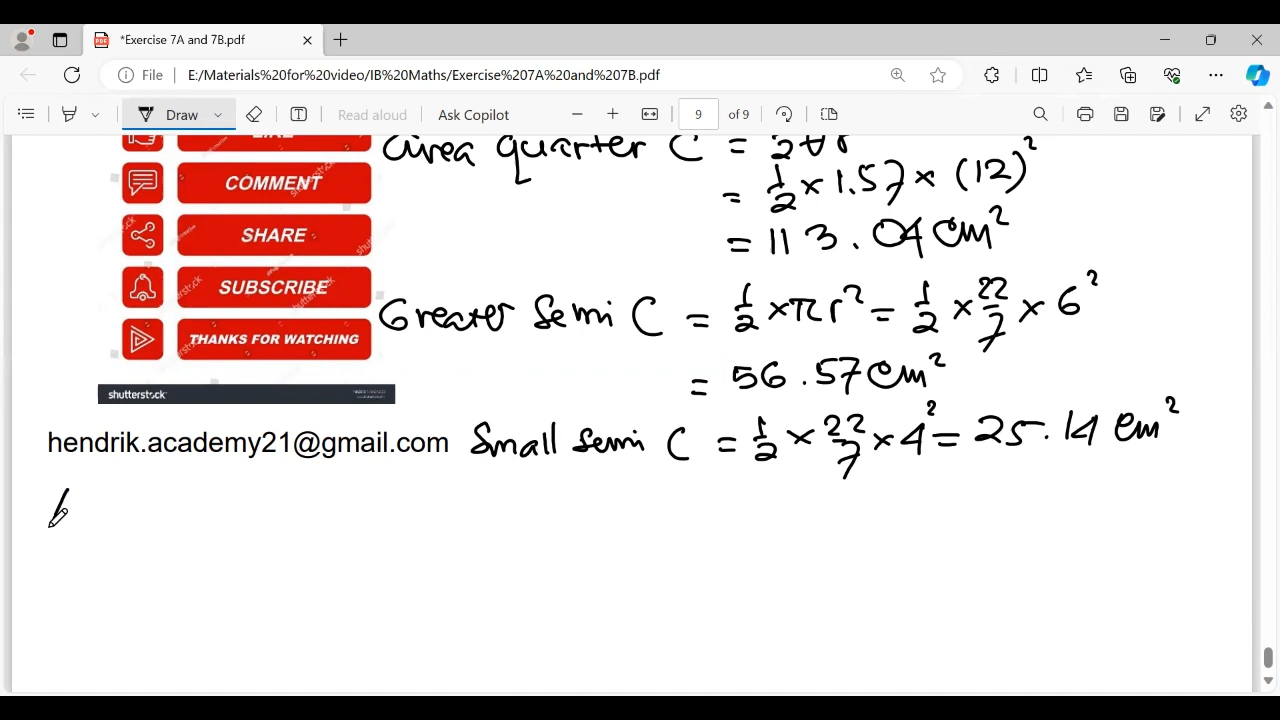 *Exercise 7A and 7B.pdf
File E:/Materials%20for%20video/IB%20Maths/Exercise%207A%20and%207B.pdf
Draw Read aloud Ask Copilot 9 of 9
LIKE
COMMENT
SHARE
SUBSCRIBE
THANKS FOR WATCHING
shutterstock
hendrik.academy21@gmail.com
Area quarter C = ½θr²
= ½ × 1.57 × (12)²
= 113.04 cm²
Greater Semi C = ½ × πr² = ½ × 22/7 × 6²
= 56.57 cm²
Small Semi C = ½ × 22/7 × 4² = 25.14 cm²